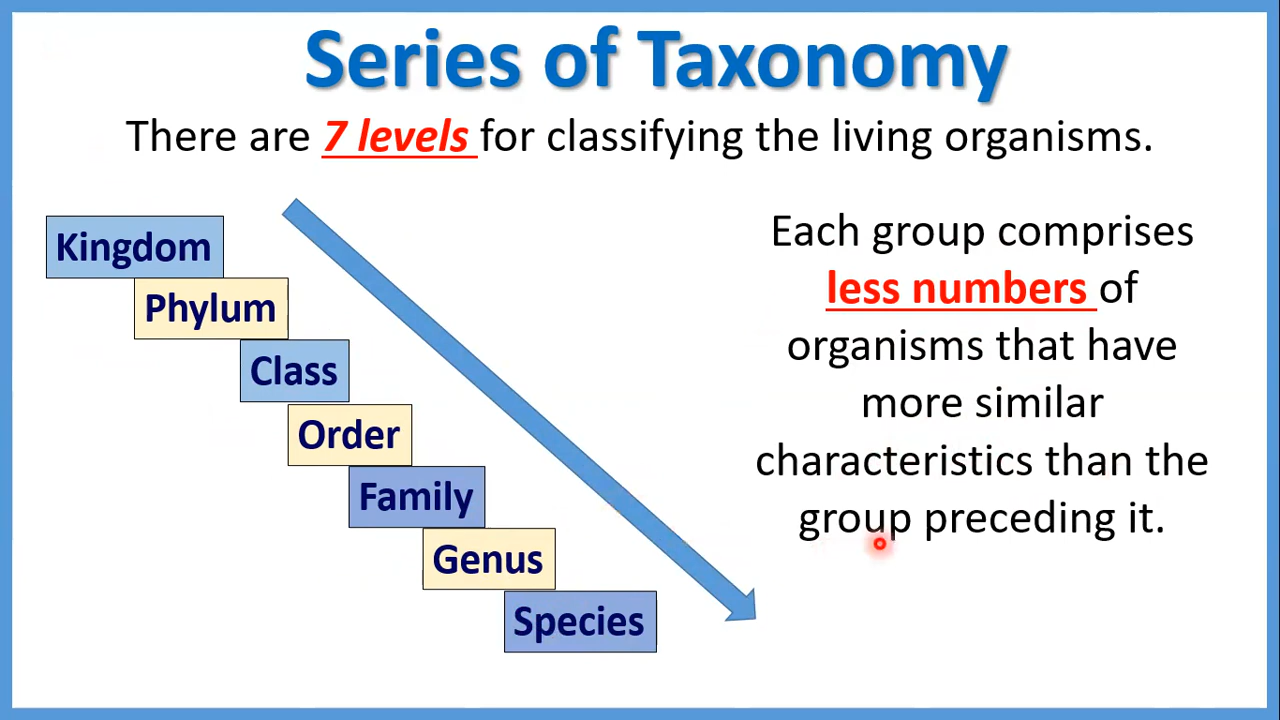 Series of Taxonomy
There are 7 levels for classifying the living organisms.
Kingdom
Phylum
Class
Order
Family
Genus
Species
Each group comprises
less numbers of
organisms that have
more similar
characteristics than the
group preceding it.